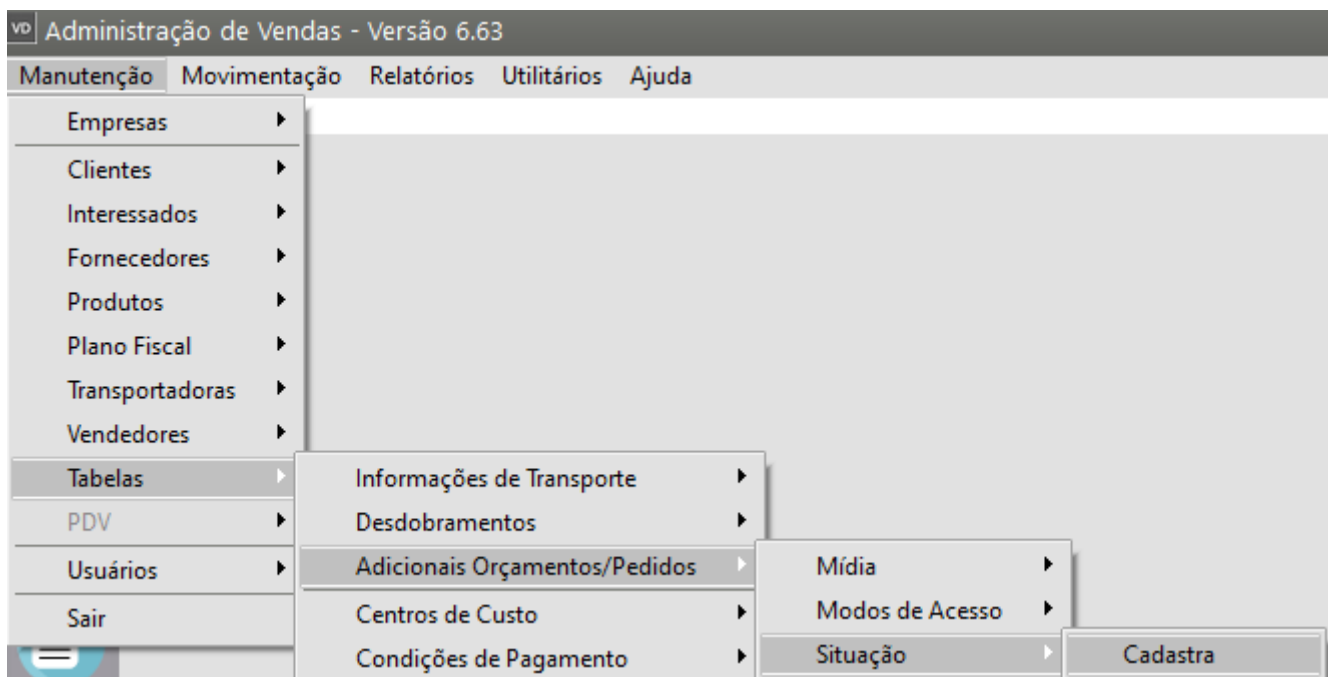 VD Administração de Vendas - Versão 6.63
Manutenção Movimentação Relatórios Utilitários Ajuda
Empresas
Clientes
Interessados
Fornecedores
Produtos
Plano Fiscal
Transportadoras
Vendedores
Tabelas
PDV
Usuários
Sair
Informações de Transporte
Desdobramentos
Adicionais Orçamentos/Pedidos
Centros de Custo
Condições de Pagamento
Mídia
Modos de Acesso
Situação
Cadastra